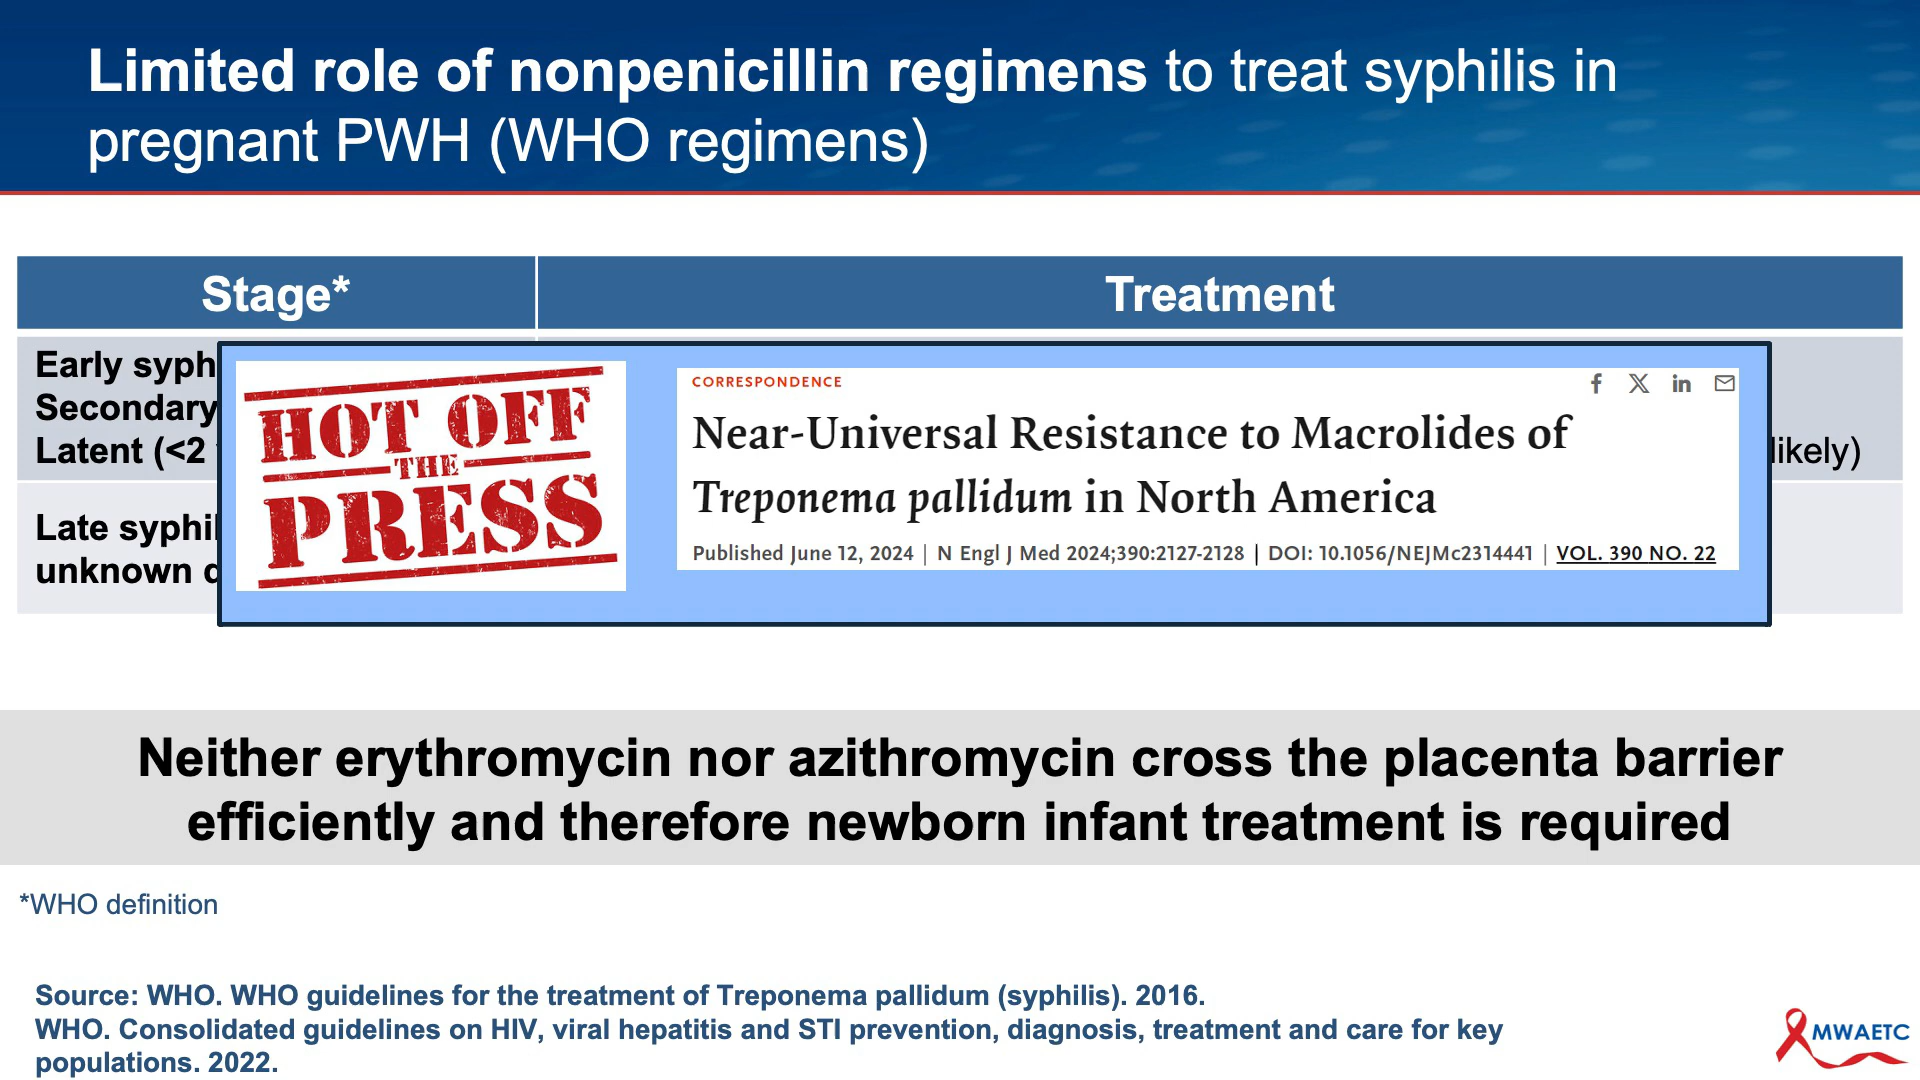 Limited role of nonpenicillin regimens to treat syphilis in
pregnant PWH (WHO regimens)
Stage*
Treatment
Early
Secondary
Latent (<2
likely)
Late
unknown
HOT OFF
THE
PRESS
CORRESPONDENCE
Near-Universal Resistance to Macrolides of
Treponema pallidum in North America
Published June 12, 2024 | N Engl J Med 2024;390:2127-2128 | DOI: 10.1056/NEJMc2314441 | VOL. 390 NO. 22
Neither erythromycin nor azithromycin cross the placenta barrier
efficiently and therefore newborn infant treatment is required
*WHO definition
Source: WHO. WHO guidelines for the treatment of Treponema pallidum (syphilis). 2016.
WHO. Consolidated guidelines on HIV, viral hepatitis and STI prevention, diagnosis, treatment and care for key
populations. 2022.
MWAETC